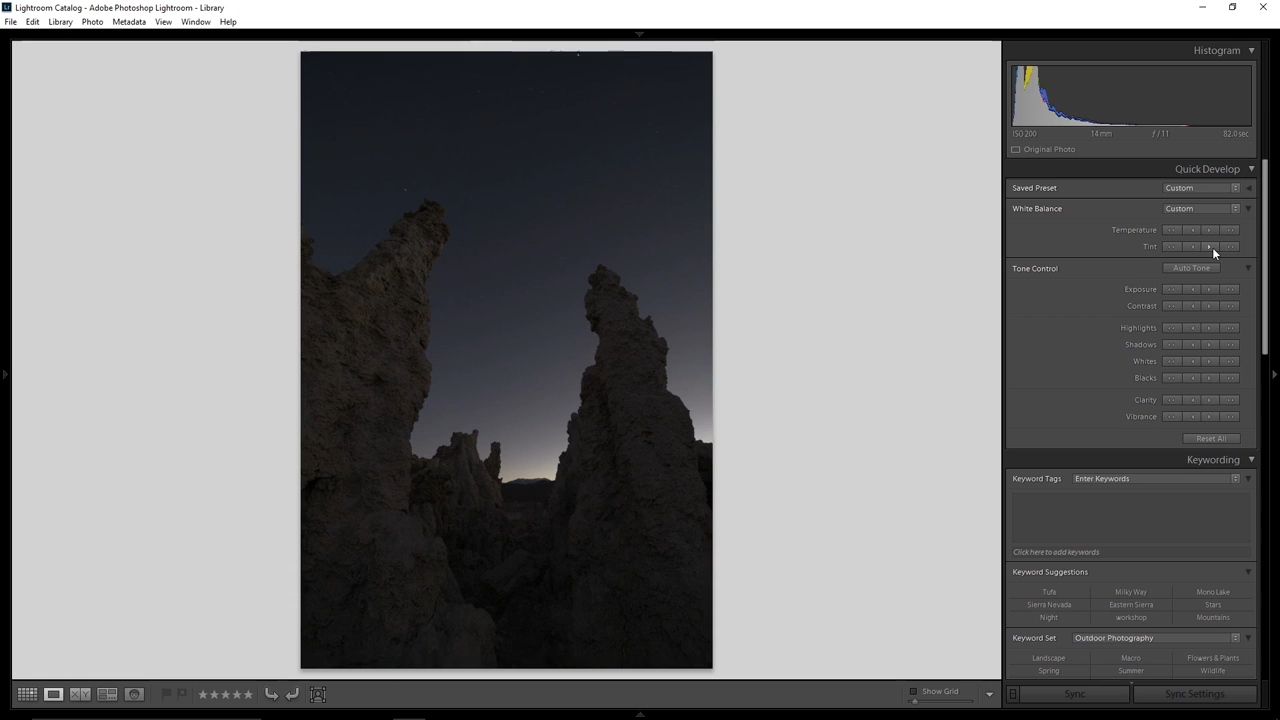 Lightroom Catalog - Adobe Photoshop Lightroom - Library
File Edit Library Photo Metadata View Window Help
Histogram
ISO 200 14 mm ƒ / 11 82.0 sec
Original Photo
Quick Develop
Saved Preset Custom
White Balance Custom
Temperature
Tint
Tone Control Auto Tone
Exposure
Contrast
Highlights
Shadows
Whites
Blacks
Clarity
Vibrance
Reset All
Keywording
Keyword Tags Enter Keywords
Click here to add keywords
Keyword Suggestions
Tufa Milky Way Mono Lake
Sierra Nevada Eastern Sierra Stars
Night workshop Mountains
Keyword Set Outdoor Photography
Landscape Macro Flowers & Plants
Spring Summer Wildlife
Show Grid Sync Sync Settings